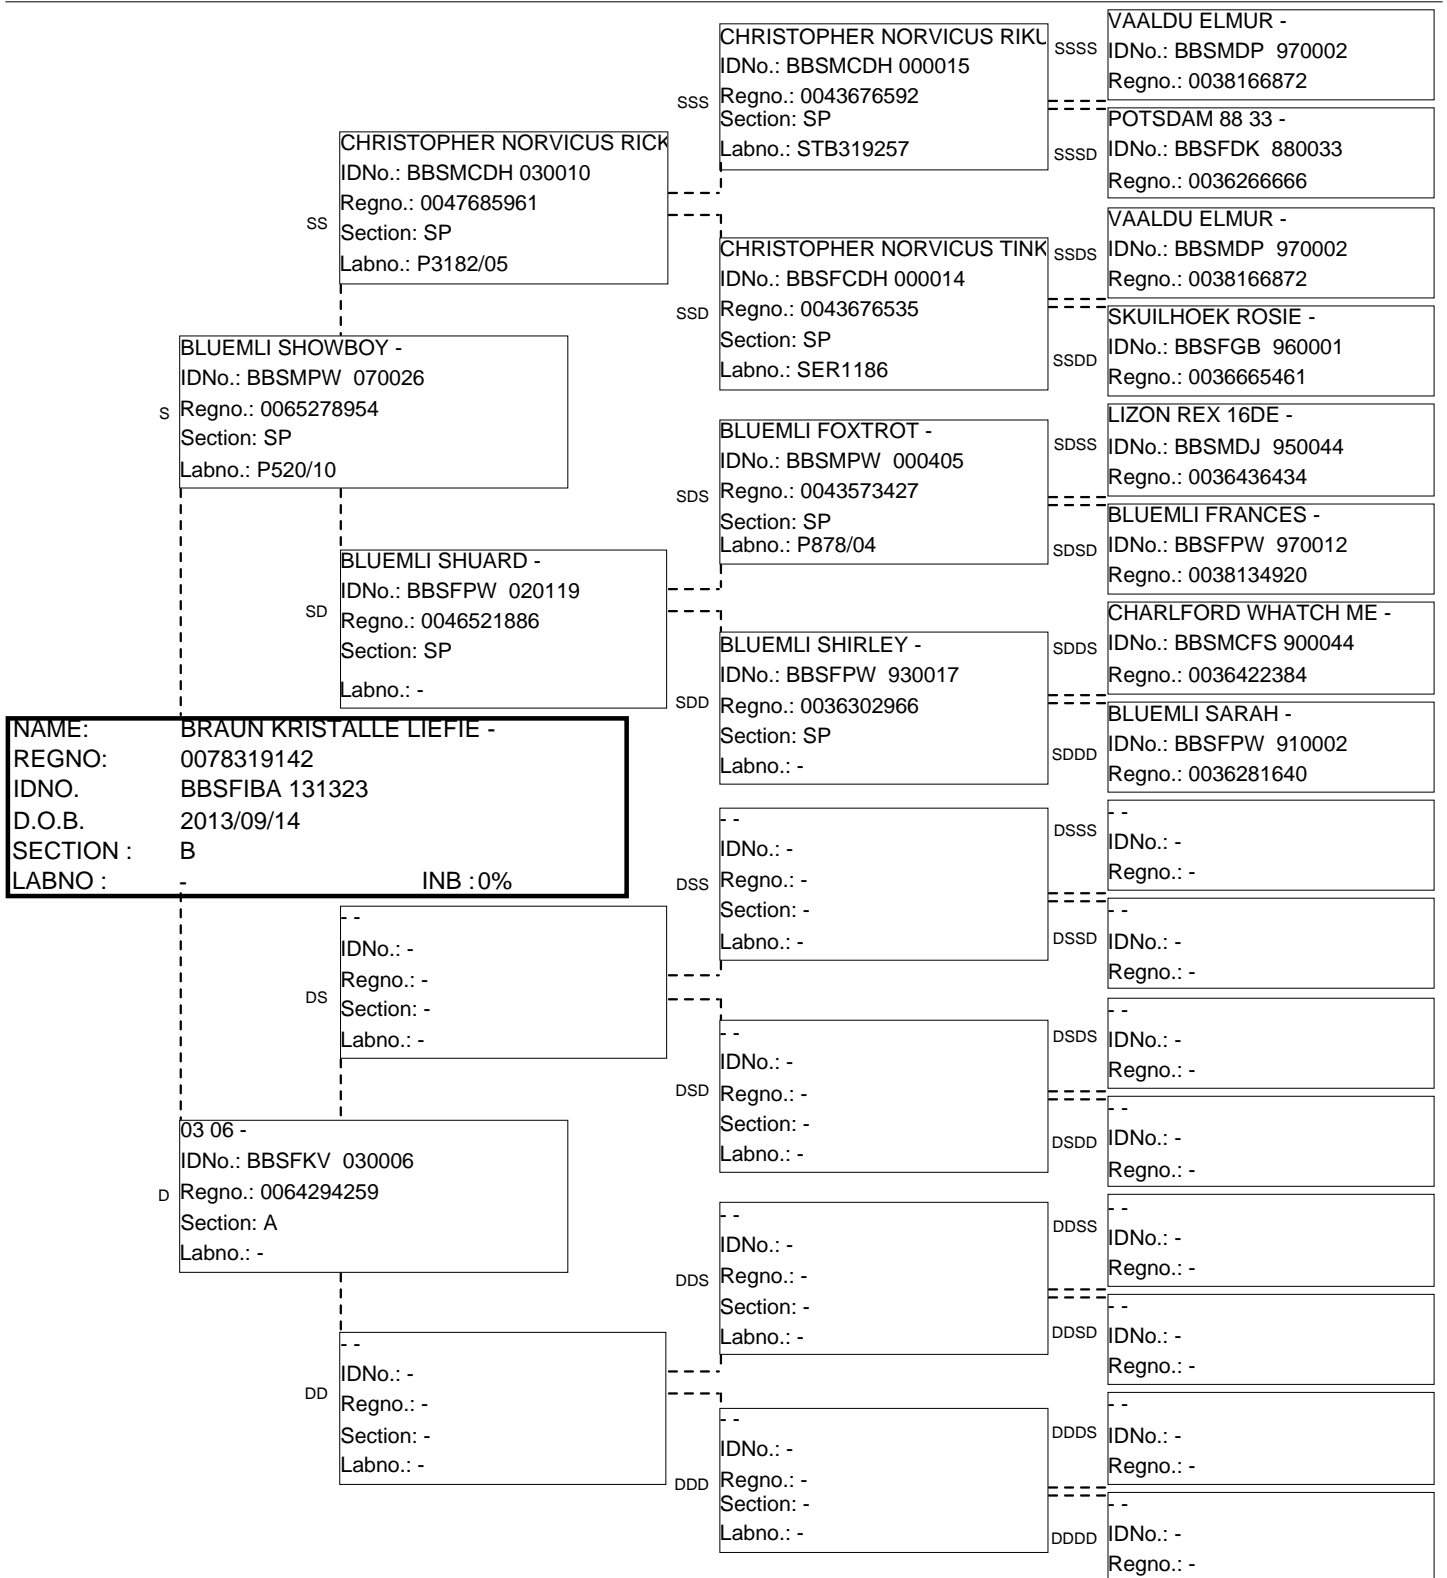 CHRISTOPHER NORVICUS RIKU
SSS
IDNo.: BBSMCDH 000015
Regno.: 0043676592
Section: SP
Labno.: STB319257
SSSS
VAALDU ELMUR -
IDNo.: BBSMDP 970002
Regno.: 0038166872
SSSD
POTSDAM 88 33 -
IDNo.: BBSFDK 880033
Regno.: 0036266666
SS
CHRISTOPHER NORVICUS RICK
IDNo.: BBSMCDH 030010
Regno.: 0047685961
Section: SP
Labno.: P3182/05
SSD
CHRISTOPHER NORVICUS TINK
IDNo.: BBSFCDH 000014
Regno.: 0043676535
Section: SP
Labno.: SER1186
SSDS
VAALDU ELMUR -
IDNo.: BBSMDP 970002
Regno.: 0038166872
SSDD
SKUILHOEK ROSIE -
IDNo.: BBSFGB 960001
Regno.: 0036665461
S
BLUEMLI SHOWBOY -
IDNo.: BBSMPW 070026
Regno.: 0065278954
Section: SP
Labno.: P520/10
SDS
BLUEMLI FOXTROT -
IDNo.: BBSMPW 000405
Regno.: 0043573427
Section: SP
Labno.: P878/04
SDSS
LIZON REX 16DE -
IDNo.: BBSMDJ 950044
Regno.: 0036436434
SDSD
BLUEMLI FRANCES -
IDNo.: BBSFPW 970012
Regno.: 0038134920
SD
BLUEMLI SHUARD -
IDNo.: BBSFPW 020119
Regno.: 0046521886
Section: SP
Labno.: -
SDD
BLUEMLI SHIRLEY -
IDNo.: BBSFPW 930017
Regno.: 0036302966
Section: SP
Labno.: -
SDDS
CHARLFORD WHATCH ME -
IDNo.: BBSMCFS 900044
Regno.: 0036422384
SDDD
BLUEMLI SARAH -
IDNo.: BBSFPW 910002
Regno.: 0036281640
NAME: BRAUN KRISTALLE LIEFIE -
REGNO: 0078319142
IDNO. BBSFIBA 131323
D.O.B. 2013/09/14
SECTION : B
LABNO : - INB : 0%
DSS
- -
IDNo.: -
Regno.: -
Section: -
Labno.: -
DSSS
- -
IDNo.: -
Regno.: -
DSSD
- -
IDNo.: -
Regno.: -
DS
- -
IDNo.: -
Regno.: -
Section: -
Labno.: -
DSD
- -
IDNo.: -
Regno.: -
Section: -
Labno.: -
DSDS
- -
IDNo.: -
Regno.: -
DSDD
- -
IDNo.: -
Regno.: -
D
03 06 -
IDNo.: BBSFKV 030006
Regno.: 0064294259
Section: A
Labno.: -
DDS
- -
IDNo.: -
Regno.: -
Section: -
Labno.: -
DDSS
- -
IDNo.: -
Regno.: -
DDSD
- -
IDNo.: -
Regno.: -
DD
- -
IDNo.: -
Regno.: -
Section: -
Labno.: -
DDD
- -
IDNo.: -
Regno.: -
Section: -
Labno.: -
DDDS
- -
IDNo.: -
Regno.: -
DDDD
- -
IDNo.: -
Regno.: -